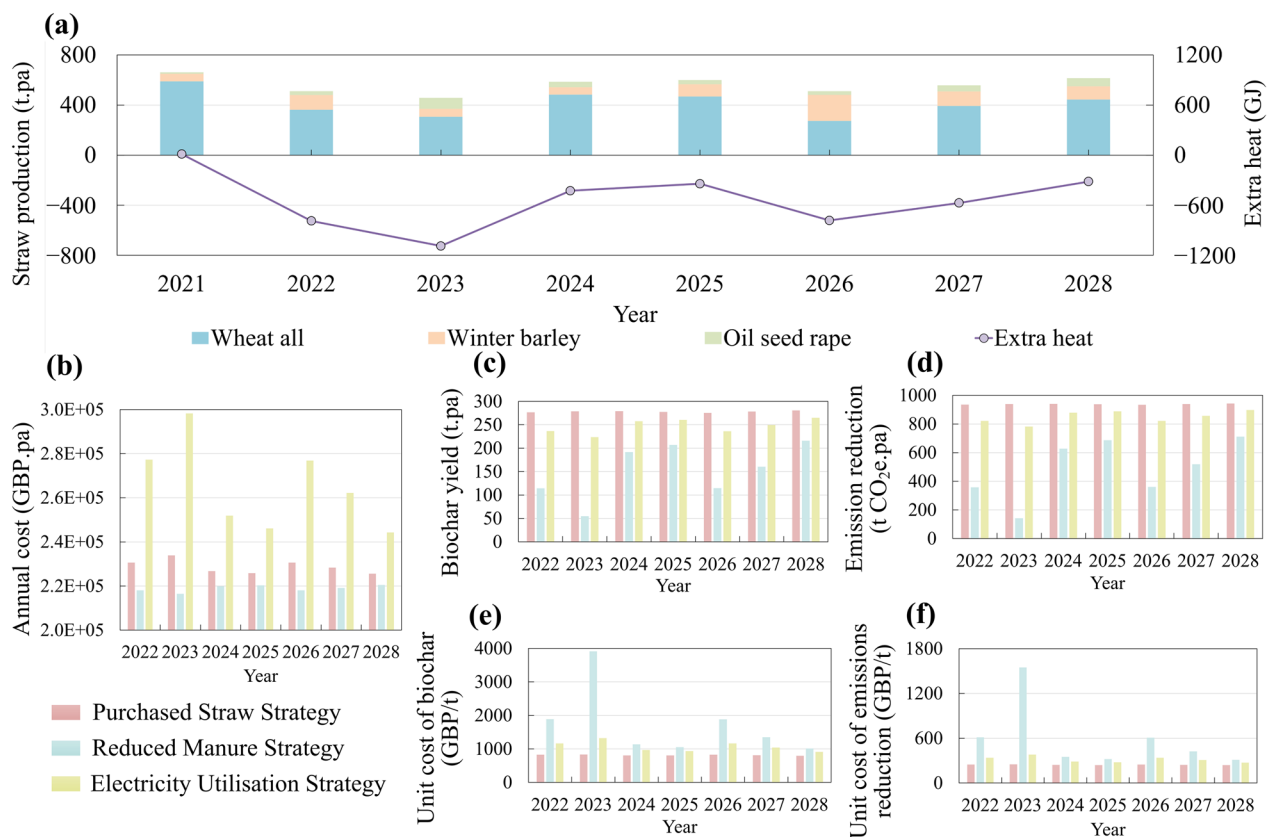 (a)
800
400
0
−400
−800
Straw production (t.pa)
1200
600
0
−600
−1200
Extra heat (GJ)
2021 2022 2023 2024 2025 2026 2027 2028
Year
Wheat all Winter barley Oil seed rape Extra heat
(b)
3.0E+05
2.8E+05
2.6E+05
2.4E+05
2.2E+05
2.0E+05
Annual cost (GBP.pa)
2022 2023 2024 2025 2026 2027 2028
Year
(c)
300
250
200
150
100
50
0
Biochar yield (t.pa)
2022 2023 2024 2025 2026 2027 2028
Year
(d)
1000
800
600
400
200
0
Emission reduction
(t CO₂e.pa)
2022 2023 2024 2025 2026 2027 2028
Year
Purchased Straw Strategy
Reduced Manure Strategy
Electricity Utilisation Strategy
(e)
4000
3000
2000
1000
0
Unit cost of biochar
(GBP/t)
2022 2023 2024 2025 2026 2027 2028
Year
(f)
1800
1200
600
0
Unit cost of emissions
reduction (GBP/t)
2022 2023 2024 2025 2026 2027 2028
Year